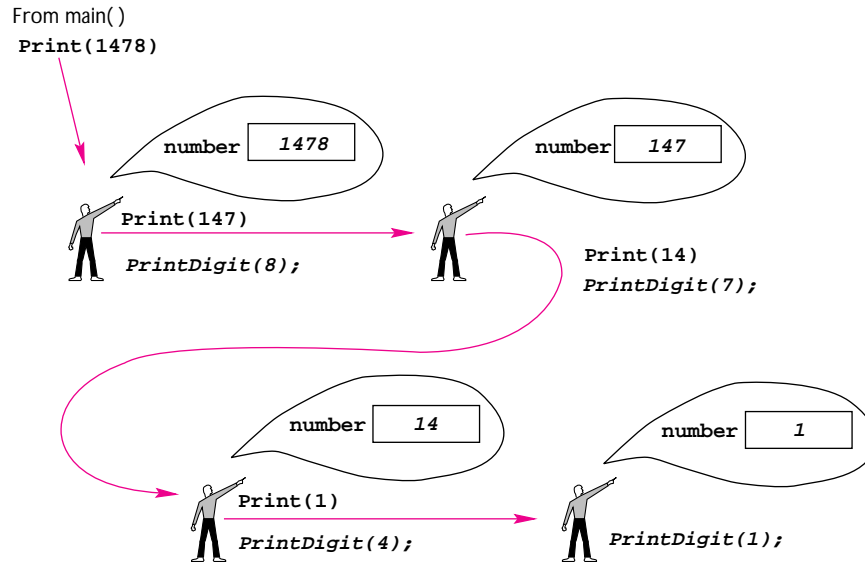 From main( )
Print(1478)
number 1478
number 147
Print(147)
PrintDigit(8);
Print(14)
PrintDigit(7);
number 14
number 1
Print(1)
PrintDigit(4);
PrintDigit(1);